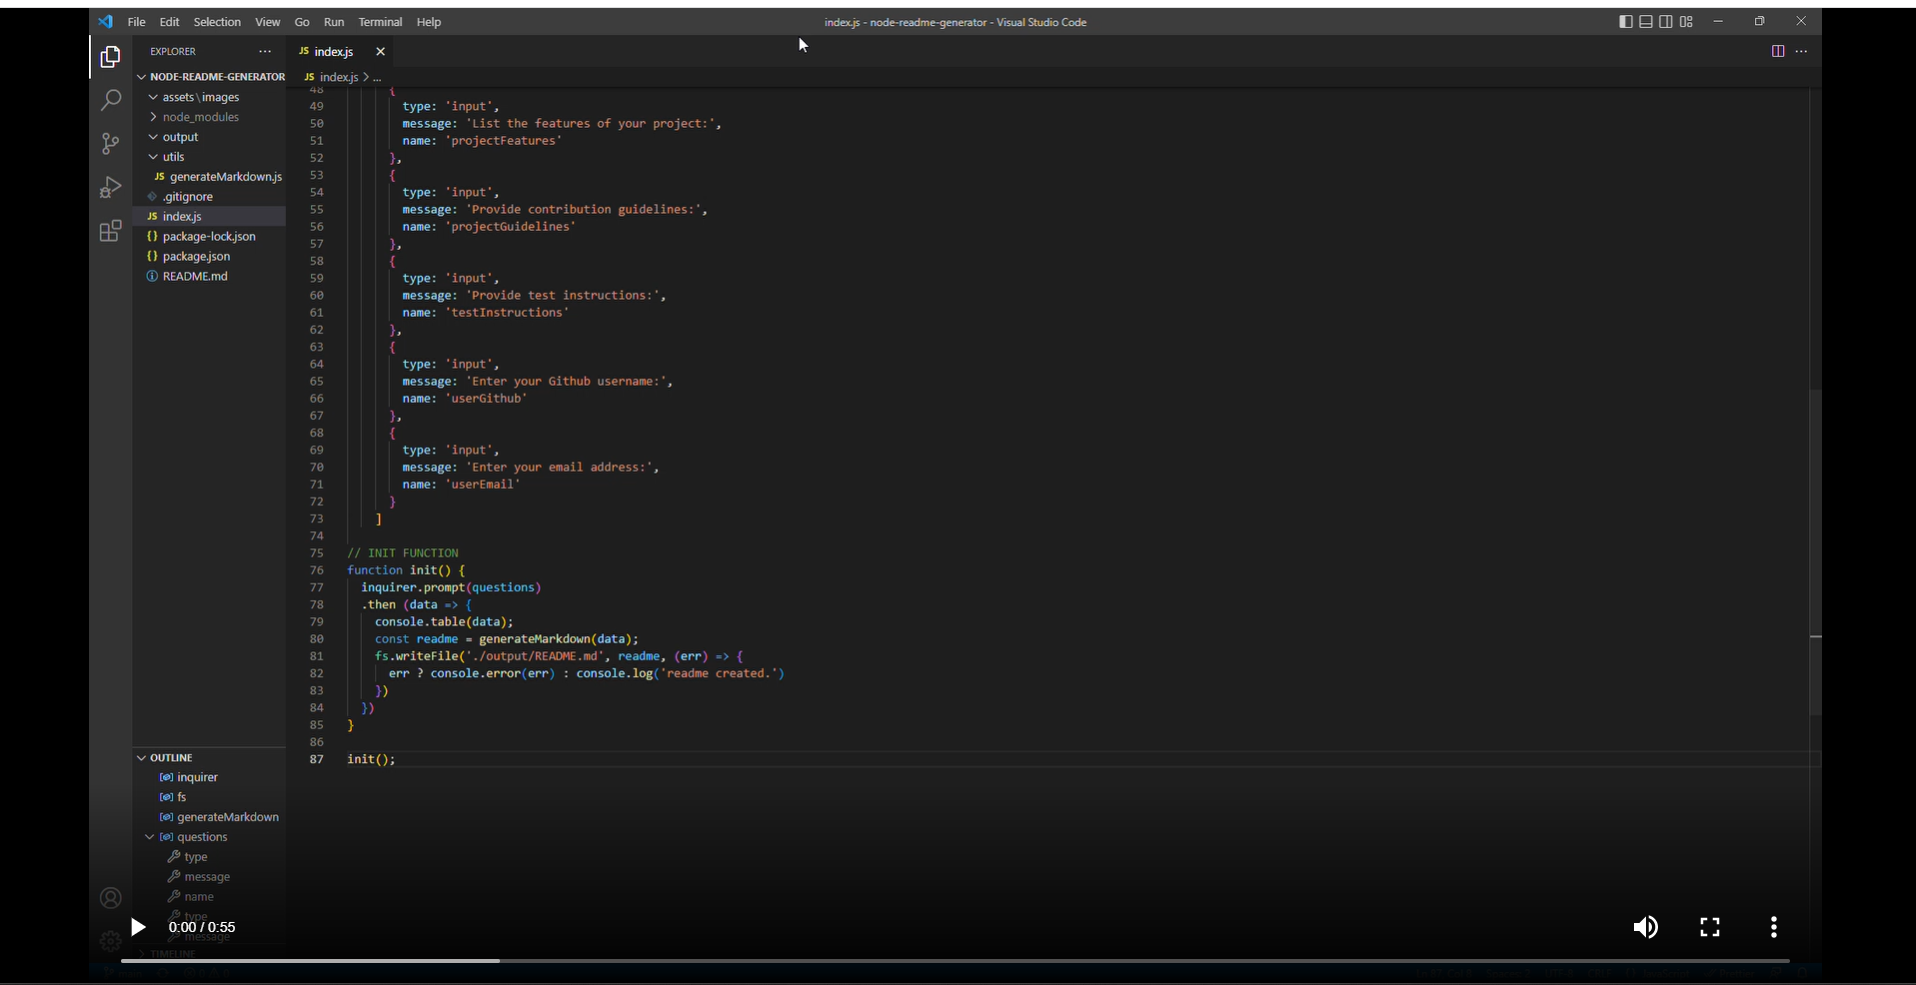 File Edit Selection View Go Run Terminal Help
index.js - node-readme-generator - Visual Studio Code
EXPLORER ...
NODE-README-GENERATOR
assets \ images
node_modules
output
utils
JS generateMarkdown.js
.gitignore
JS index.js
{} package-lock.json
{} package.json
README.md
OUTLINE
inquirer
fs
generateMarkdown
questions
type
message
name
type
message
TIMELINE
JS index.js
JS index.js > ...
48 {
49 type: 'input',
50 message: 'List the features of your project:',
51 name: 'projectFeatures'
52 },
53 {
54 type: 'input',
55 message: 'Provide contribution guidelines:',
56 name: 'projectGuidelines'
57 },
58 {
59 type: 'input',
60 message: 'Provide test instructions:',
61 name: 'testInstructions'
62 },
63 {
64 type: 'input',
65 message: 'Enter your Github username:',
66 name: 'userGithub'
67 },
68 {
69 type: 'input',
70 message: 'Enter your email address:',
71 name: 'userEmail'
72 }
73 ]
74
75 // INIT FUNCTION
76 function init() {
77 inquirer.prompt(questions)
78 .then (data => {
79 console.table(data);
80 const readme = generateMarkdown(data);
81 fs.writeFile('./output/README.md', readme, (err) => {
82 err ? console.error(err) : console.log('readme created.')
83 })
84 })
85 }
86
87 init();
0:00 / 0:55